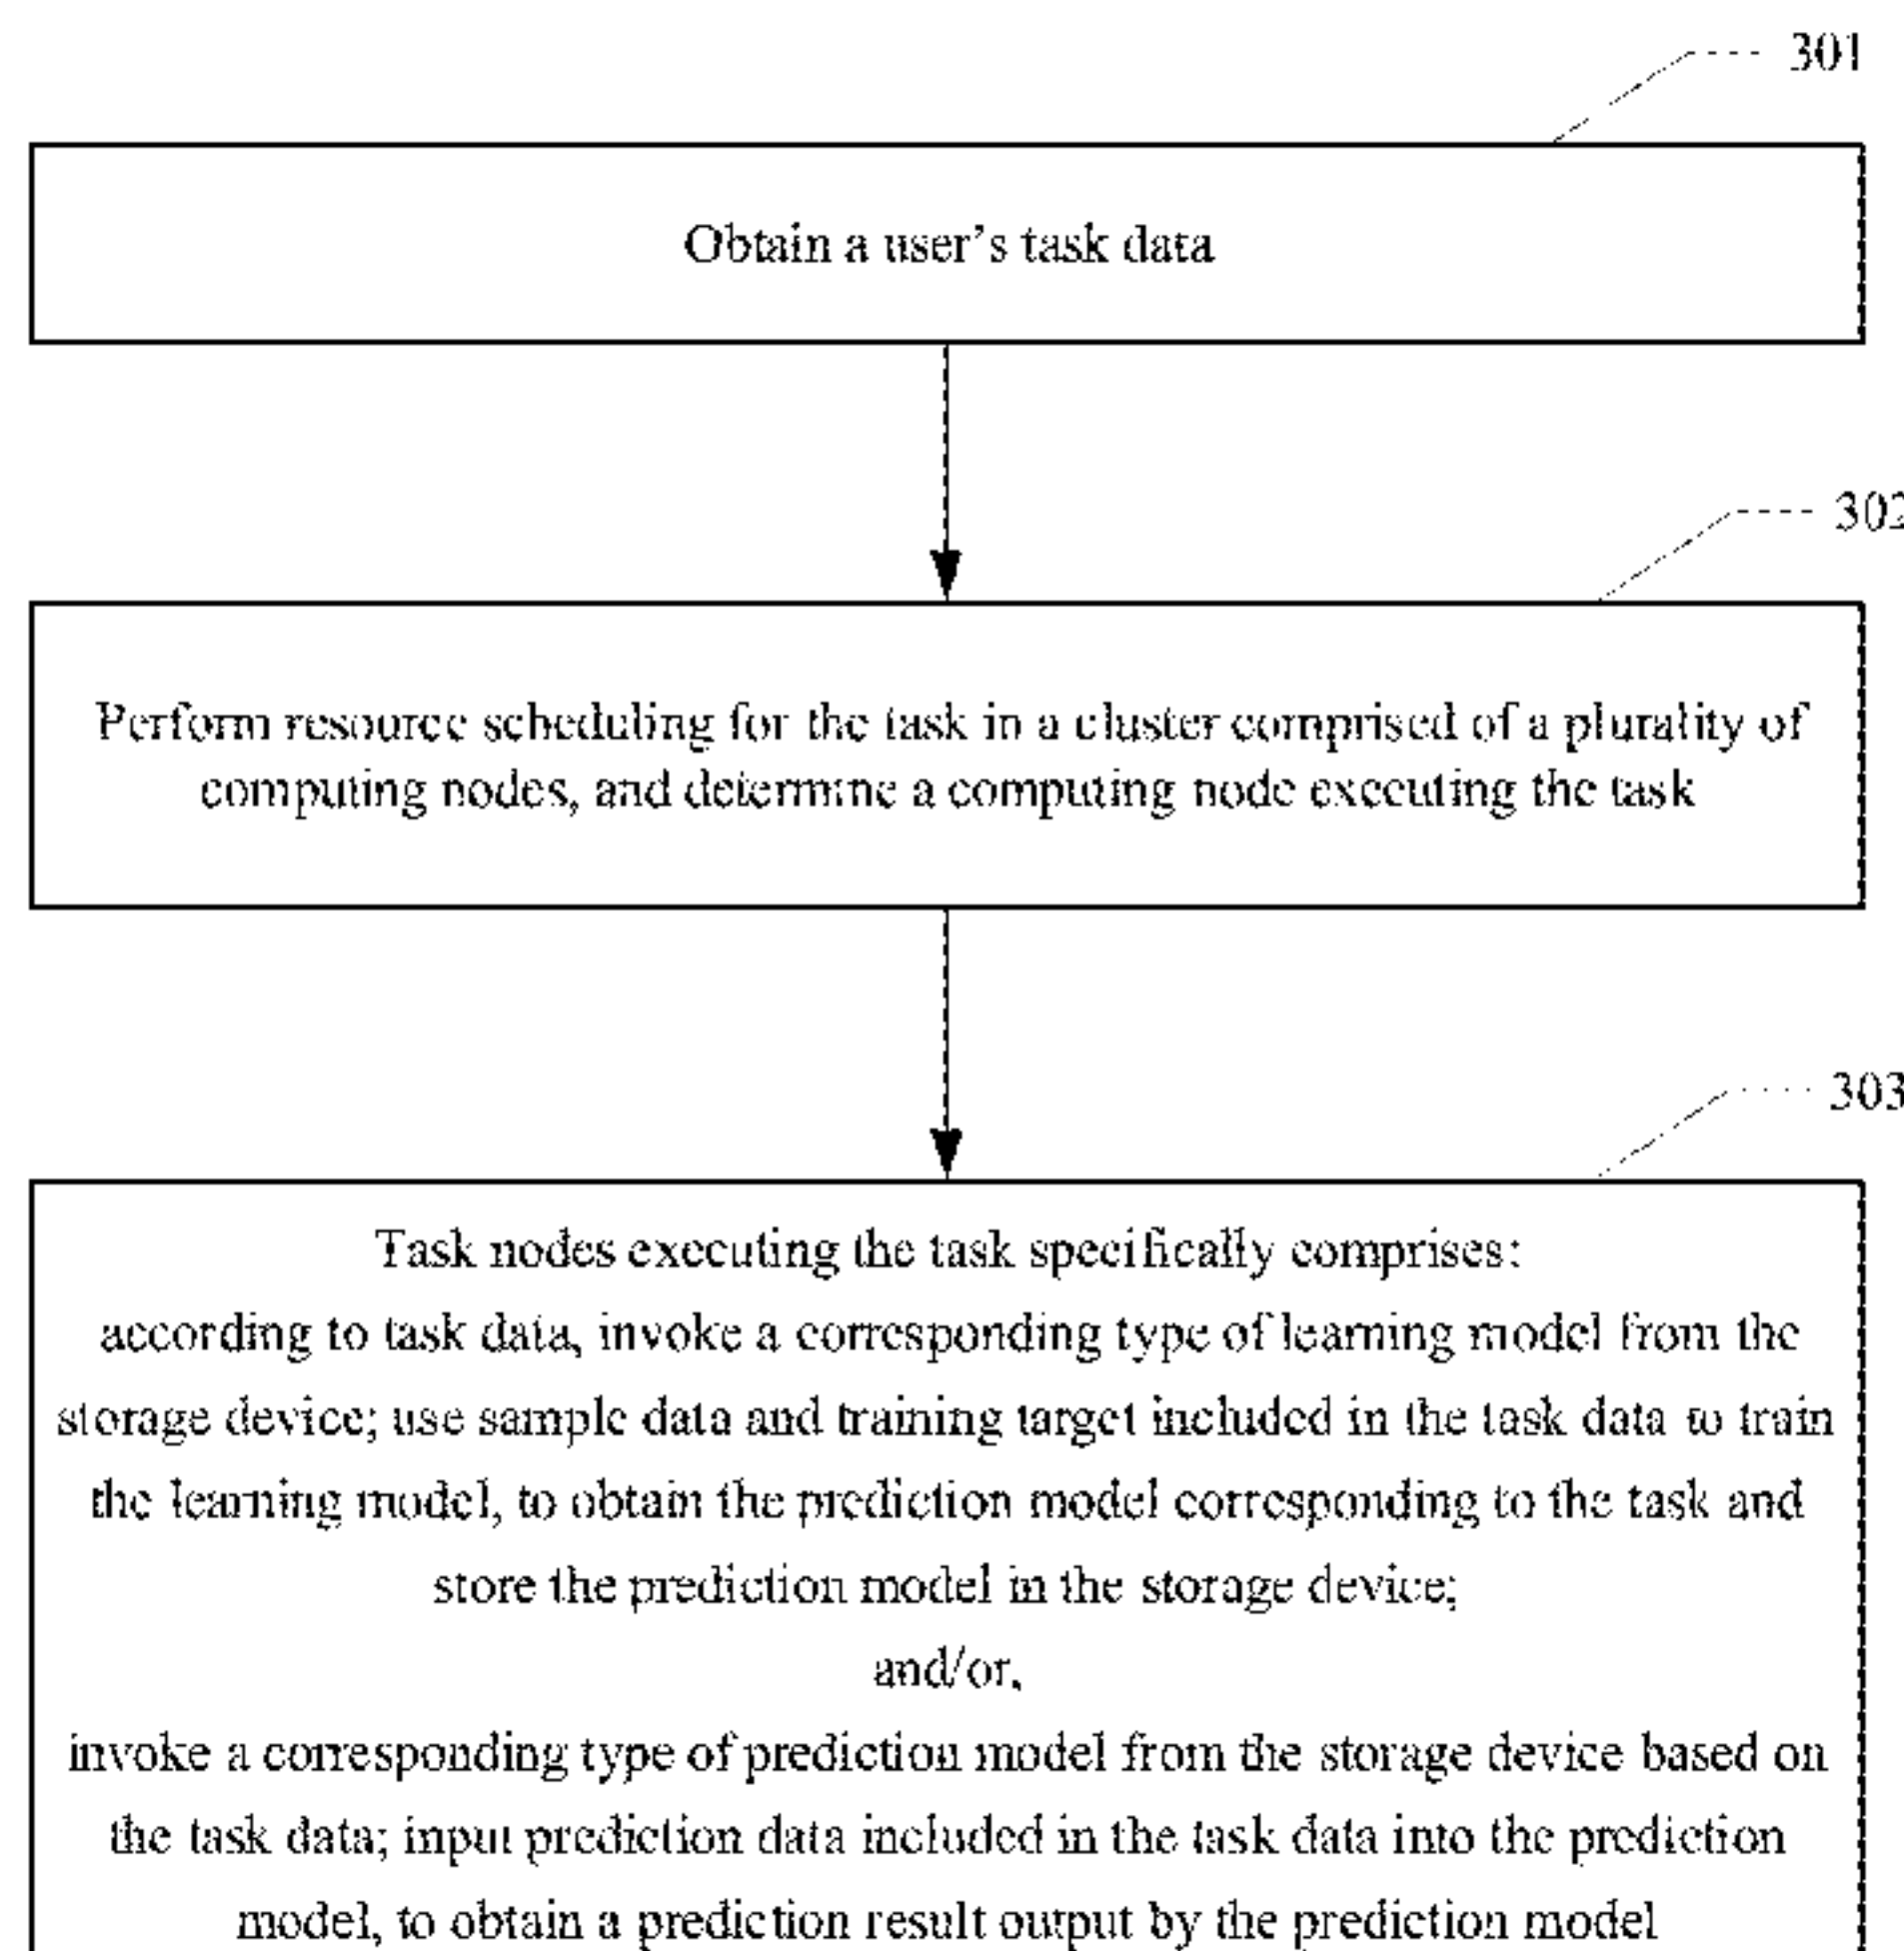 301
Obtain a user's task data
302
Perform resource scheduling for the task in a cluster comprised of a plurality of
computing nodes, and determine a computing node executing the task
303
Task nodes executing the task specifically comprises:
according to task data, invoke a corresponding type of learning model from the
storage device; use sample data and training target included in the task data to train
the learning model, to obtain the prediction model corresponding to the task and
store the prediction model in the storage device;
and/or,
invoke a corresponding type of prediction model from the storage device based on
the task data; input prediction data included in the task data into the prediction
model, to obtain a prediction result output by the prediction model